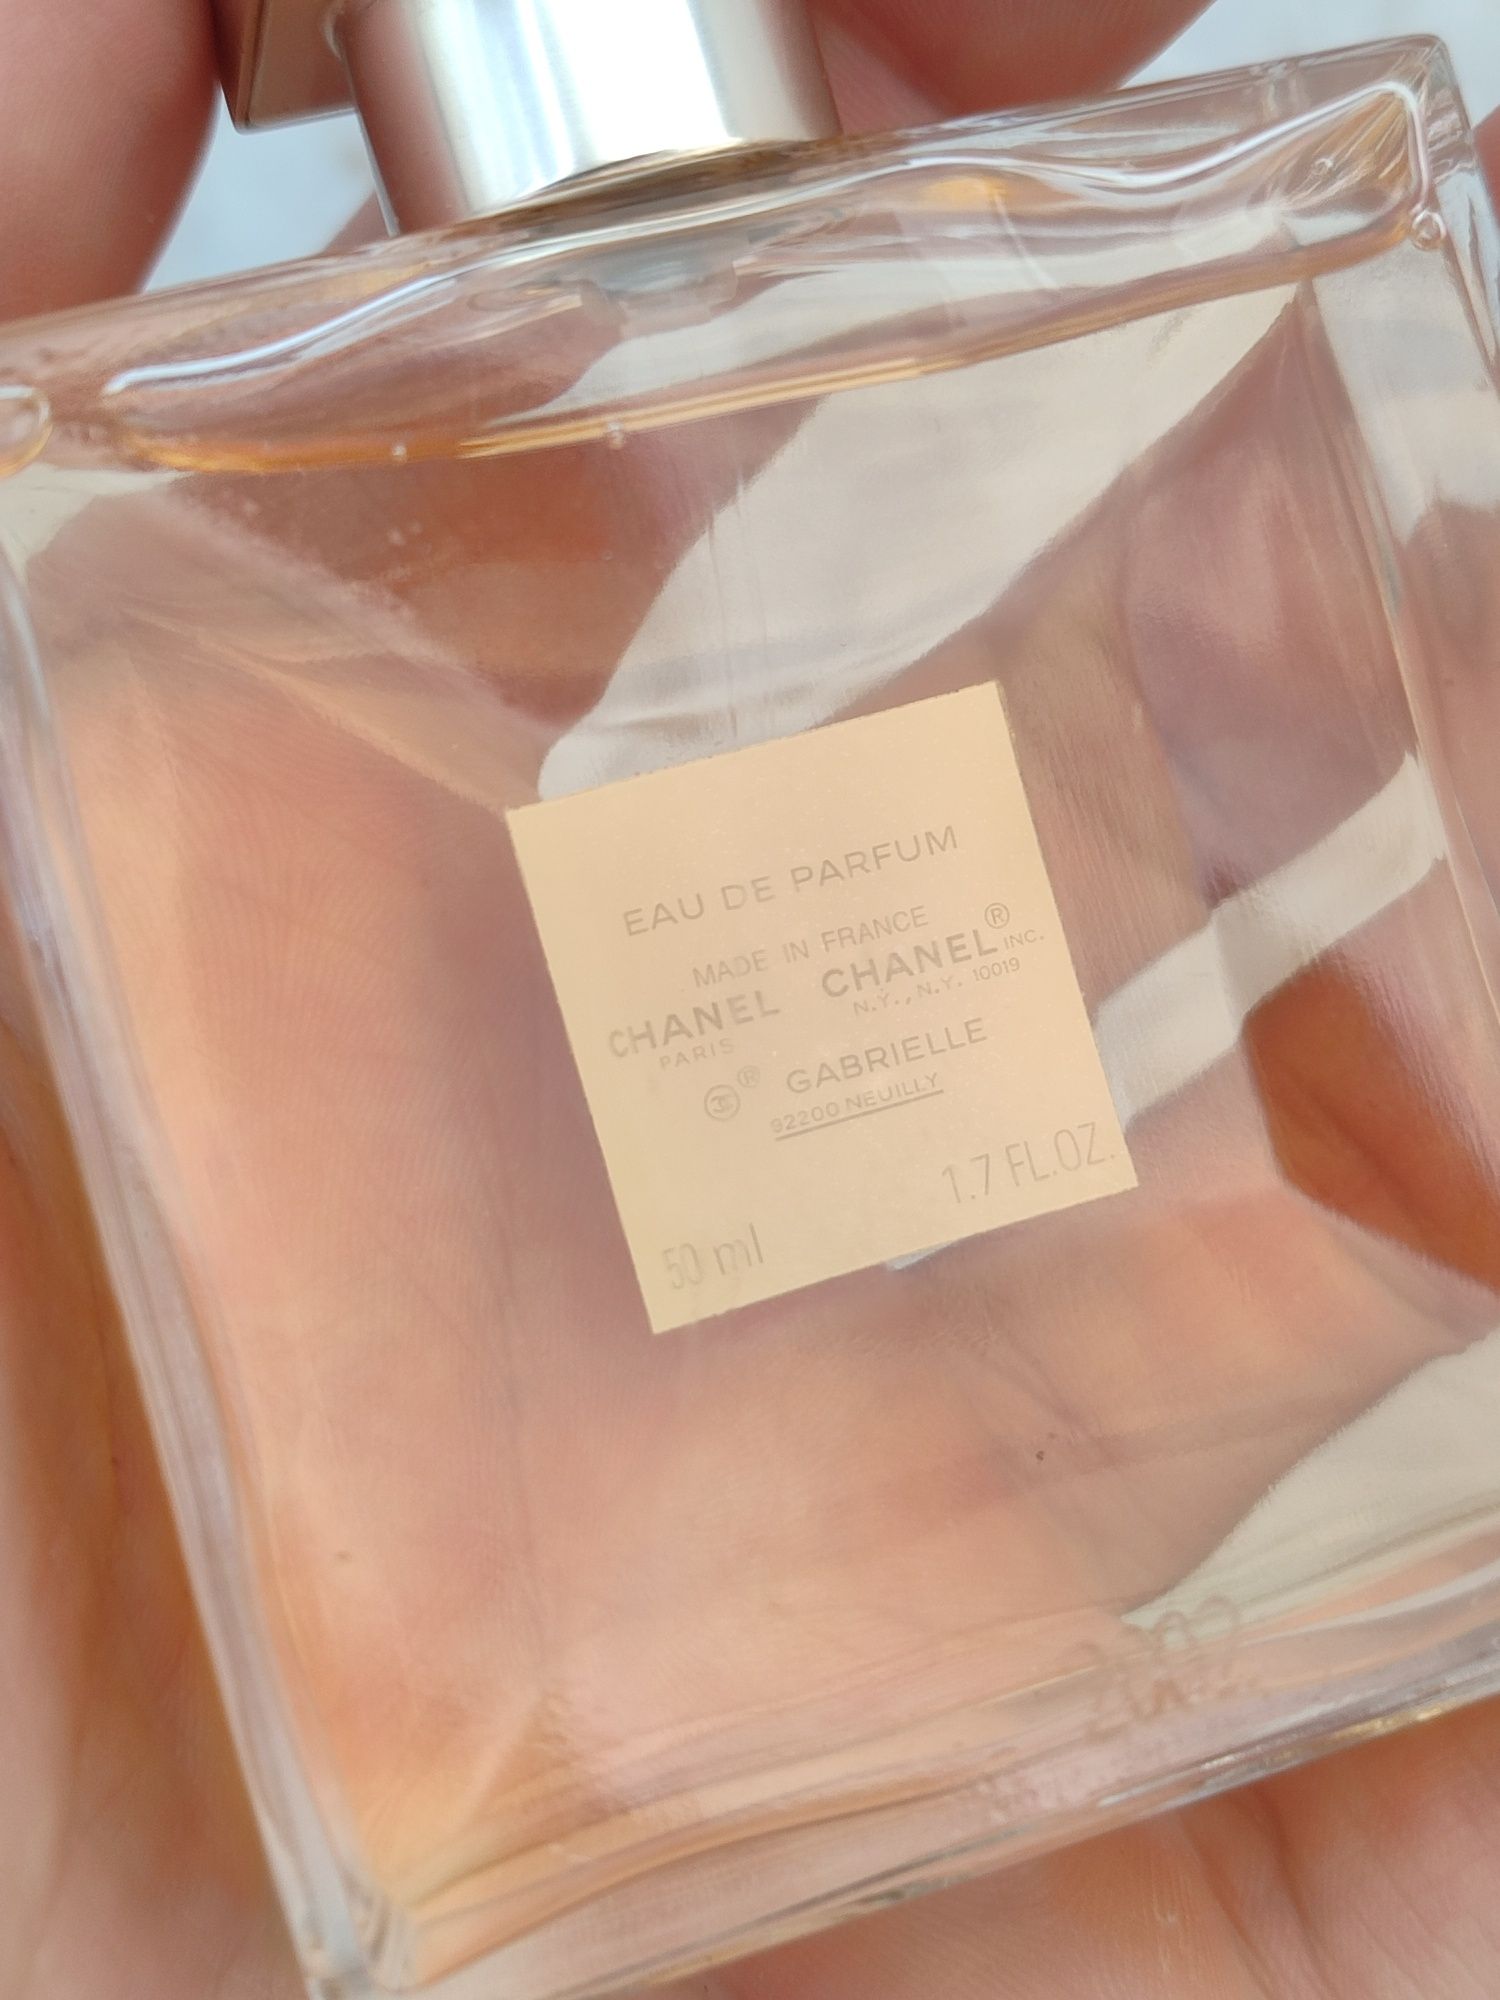 EAU DE PARFUM
MADE IN FRANCE
CHANEL CHANEL® INC.
PARIS N.Y., N.Y. 10019
® GABRIELLE
92200 NEUILLY
50 ml 1.7 FL.OZ.